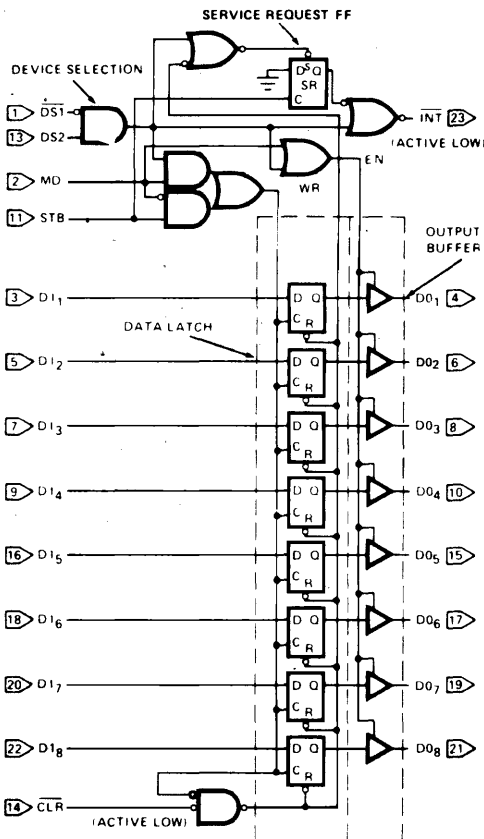 SERVICE REQUEST FF
DEVICE SELECTION
D S Q
SR
C
1 DS1
13 DS2
INT 23
(ACTIVE LOW)
EN
2 MD
WR
11 STB
OUTPUT
BUFFER
3 DI1 D Q C R DO1 4
DATA LATCH
5 DI2 D Q C R DO2 6
7 DI3 D Q C R DO3 8
9 DI4 D Q C R DO4 10
16 DI5 D Q C R DO5 15
18 DI6 D Q C R DO6 17
20 DI7 D Q C R DO7 19
22 DI8 D Q C R DO8 21
14 CLR
(ACTIVE LOW)